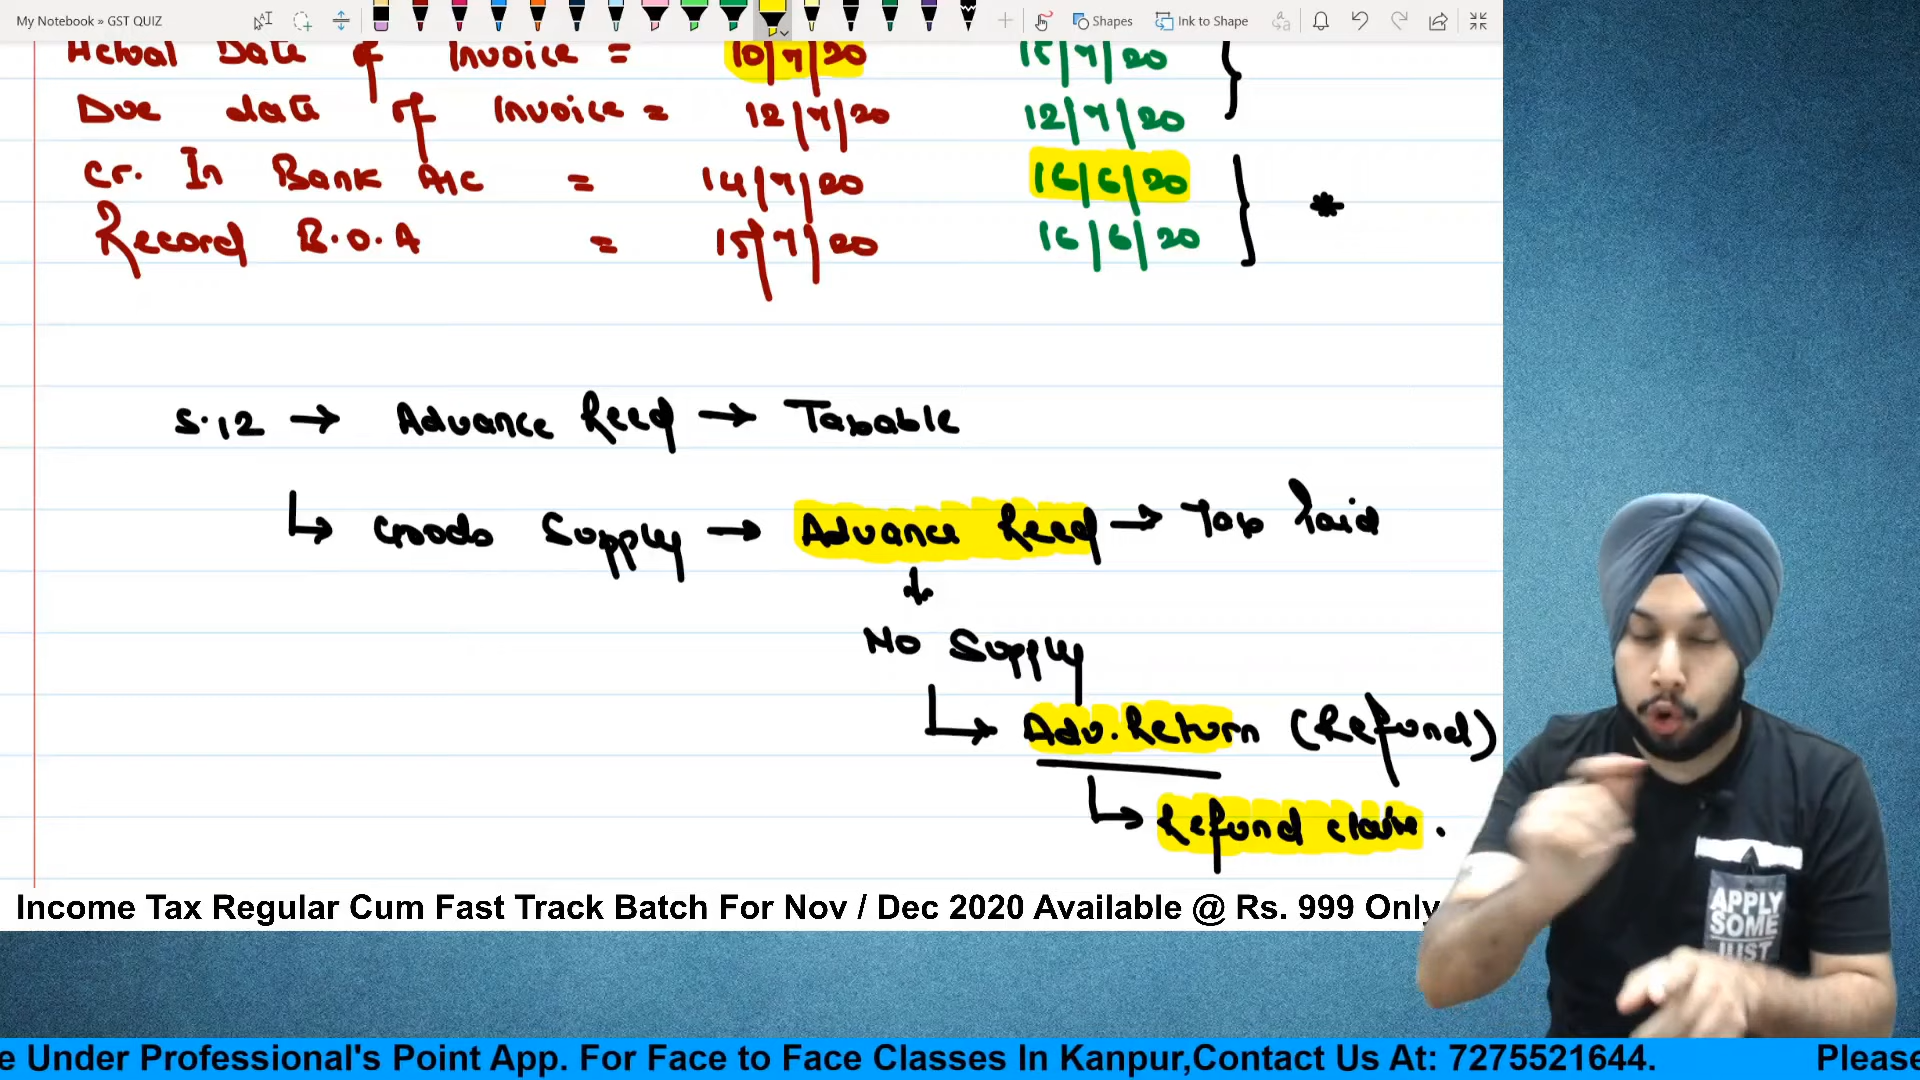 My Notebook » GST QUIZ
Shapes
Ink to Shape
Actual Date of Invoice = 10/7/20 15/7/20
Due date of Invoice = 12/7/20 12/7/20
Cr. In Bank A/C = 14/7/20 16/6/20
Record B.O.A = 15/7/20 16/6/20
S.12 → Advance Recd → Taxable
Goods Supply → Advance Recd → Tax Paid
No Supply
Adv. Return (Refund)
Refund claim.
APPLY
SOME
JUST
Income Tax Regular Cum Fast Track Batch For Nov / Dec 2020 Available @ Rs. 999 Only
e Under Professional's Point App. For Face to Face Classes In Kanpur,Contact Us At: 7275521644. Please